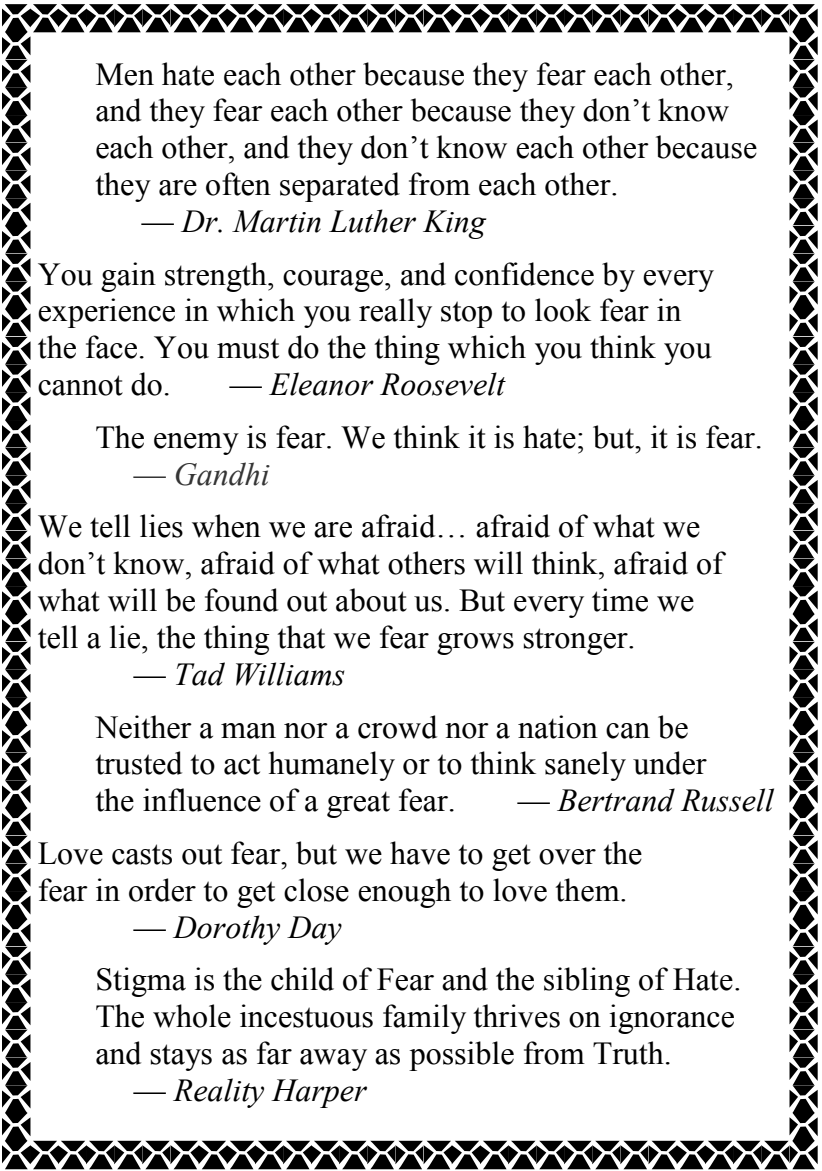 Men hate each other because they fear each other,
and they fear each other because they don’t know
each other, and they don’t know each other because
they are often separated from each other.
— Dr. Martin Luther King
You gain strength, courage, and confidence by every
experience in which you really stop to look fear in
the face. You must do the thing which you think you
cannot do. — Eleanor Roosevelt
The enemy is fear. We think it is hate; but, it is fear.
— Gandhi
We tell lies when we are afraid… afraid of what we
don’t know, afraid of what others will think, afraid of
what will be found out about us. But every time we
tell a lie, the thing that we fear grows stronger.
— Tad Williams
Neither a man nor a crowd nor a nation can be
trusted to act humanely or to think sanely under
the influence of a great fear. — Bertrand Russell
Love casts out fear, but we have to get over the
fear in order to get close enough to love them.
— Dorothy Day
Stigma is the child of Fear and the sibling of Hate.
The whole incestuous family thrives on ignorance
and stays as far away as possible from Truth.
— Reality Harper